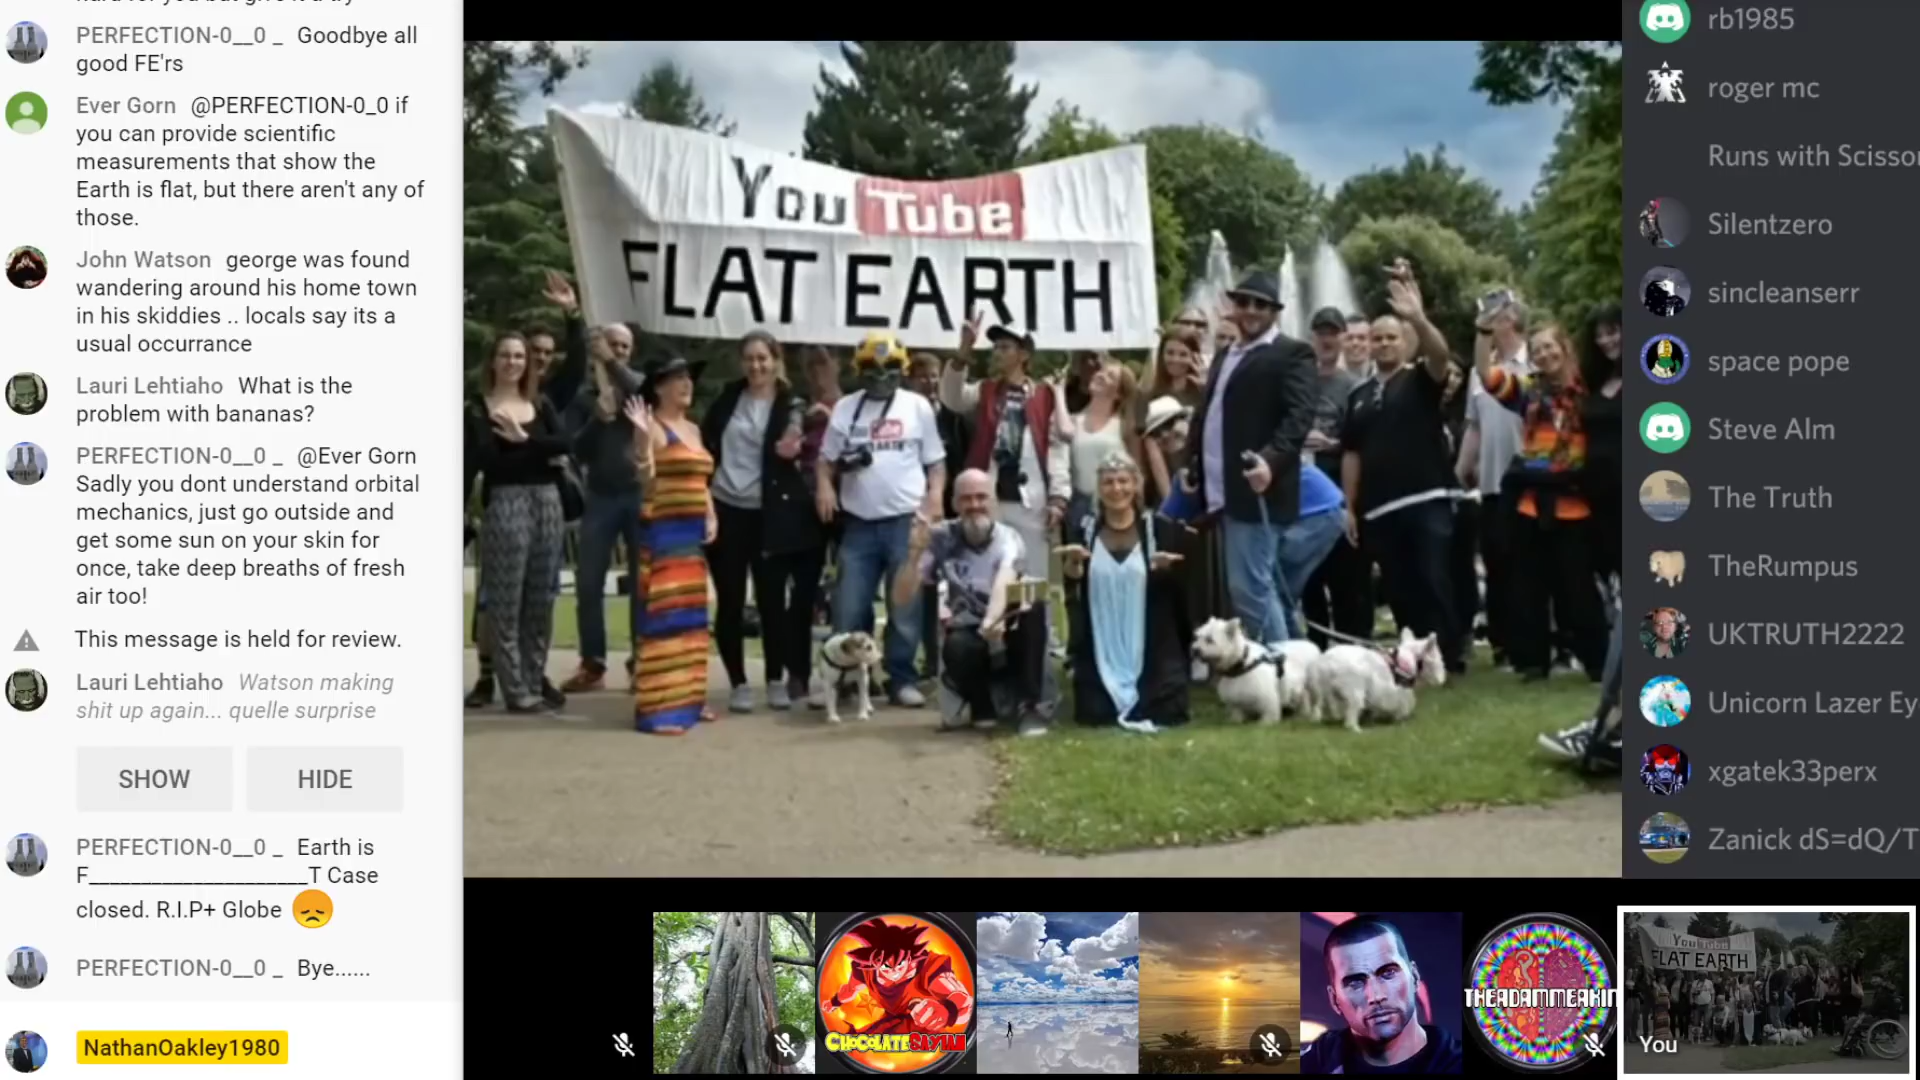 PERFECTION-0__0 _ Goodbye all
good FE'rs
Ever Gorn @PERFECTION-0_0 if
you can provide scientific
measurements that show the
Earth is flat, but there aren't any of
those.
John Watson george was found
wandering around his home town
in his skiddies .. locals say its a
usual occurrance
Lauri Lehtiaho What is the
problem with bananas?
PERFECTION-0__0 _ @Ever Gorn
Sadly you dont understand orbital
mechanics, just go outside and
get some sun on your skin for
once, take deep breaths of fresh
air too!
This message is held for review.
Lauri Lehtiaho Watson making
shit up again... quelle surprise
SHOW HIDE
PERFECTION-0__0 _ Earth is
F____________________T Case
closed. R.I.P+ Globe
PERFECTION-0__0 _ Bye......
NathanOakley1980
YouTube
FLAT EARTH
rb1985
roger mc
Runs with Scisso
Silentzero
sincleanserr
space pope
Steve Alm
The Truth
TheRumpus
UKTRUTH2222
Unicorn Lazer Ey
xgatek33perx
Zanick dS=dQ/T
CHOCOLATE SAYIAN
THEADAMMEAKIN
YouTube
FLAT EARTH
You